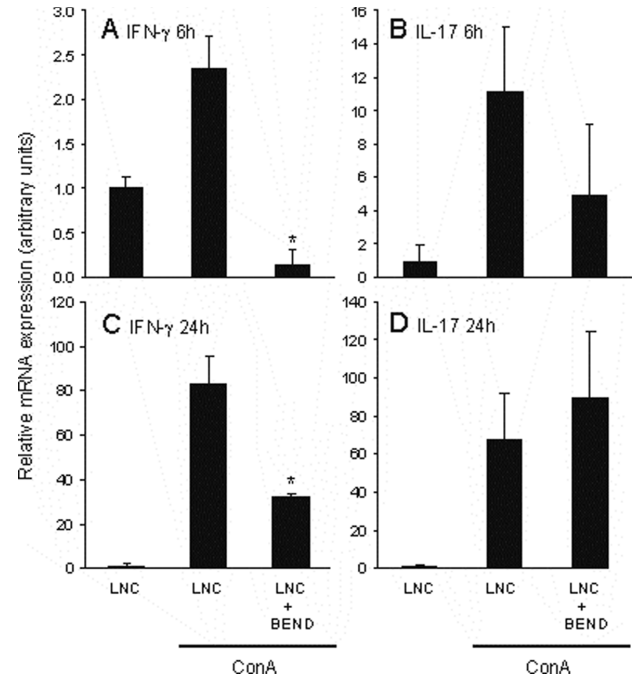 A IFN-γ 6h
B IL-17 6h
3.0
2.5
2.0
1.5
1.0
0.5
0.0
*
16
14
12
10
8
6
4
2
0
Relative mRNA expression (arbitrary units)
C IFN-γ 24h
D IL-17 24h
120
100
80
60
40
20
0
*
140
120
100
80
60
40
20
0
LNC
LNC
LNC
+
BEND
LNC
LNC
LNC
+
BEND
ConA
ConA